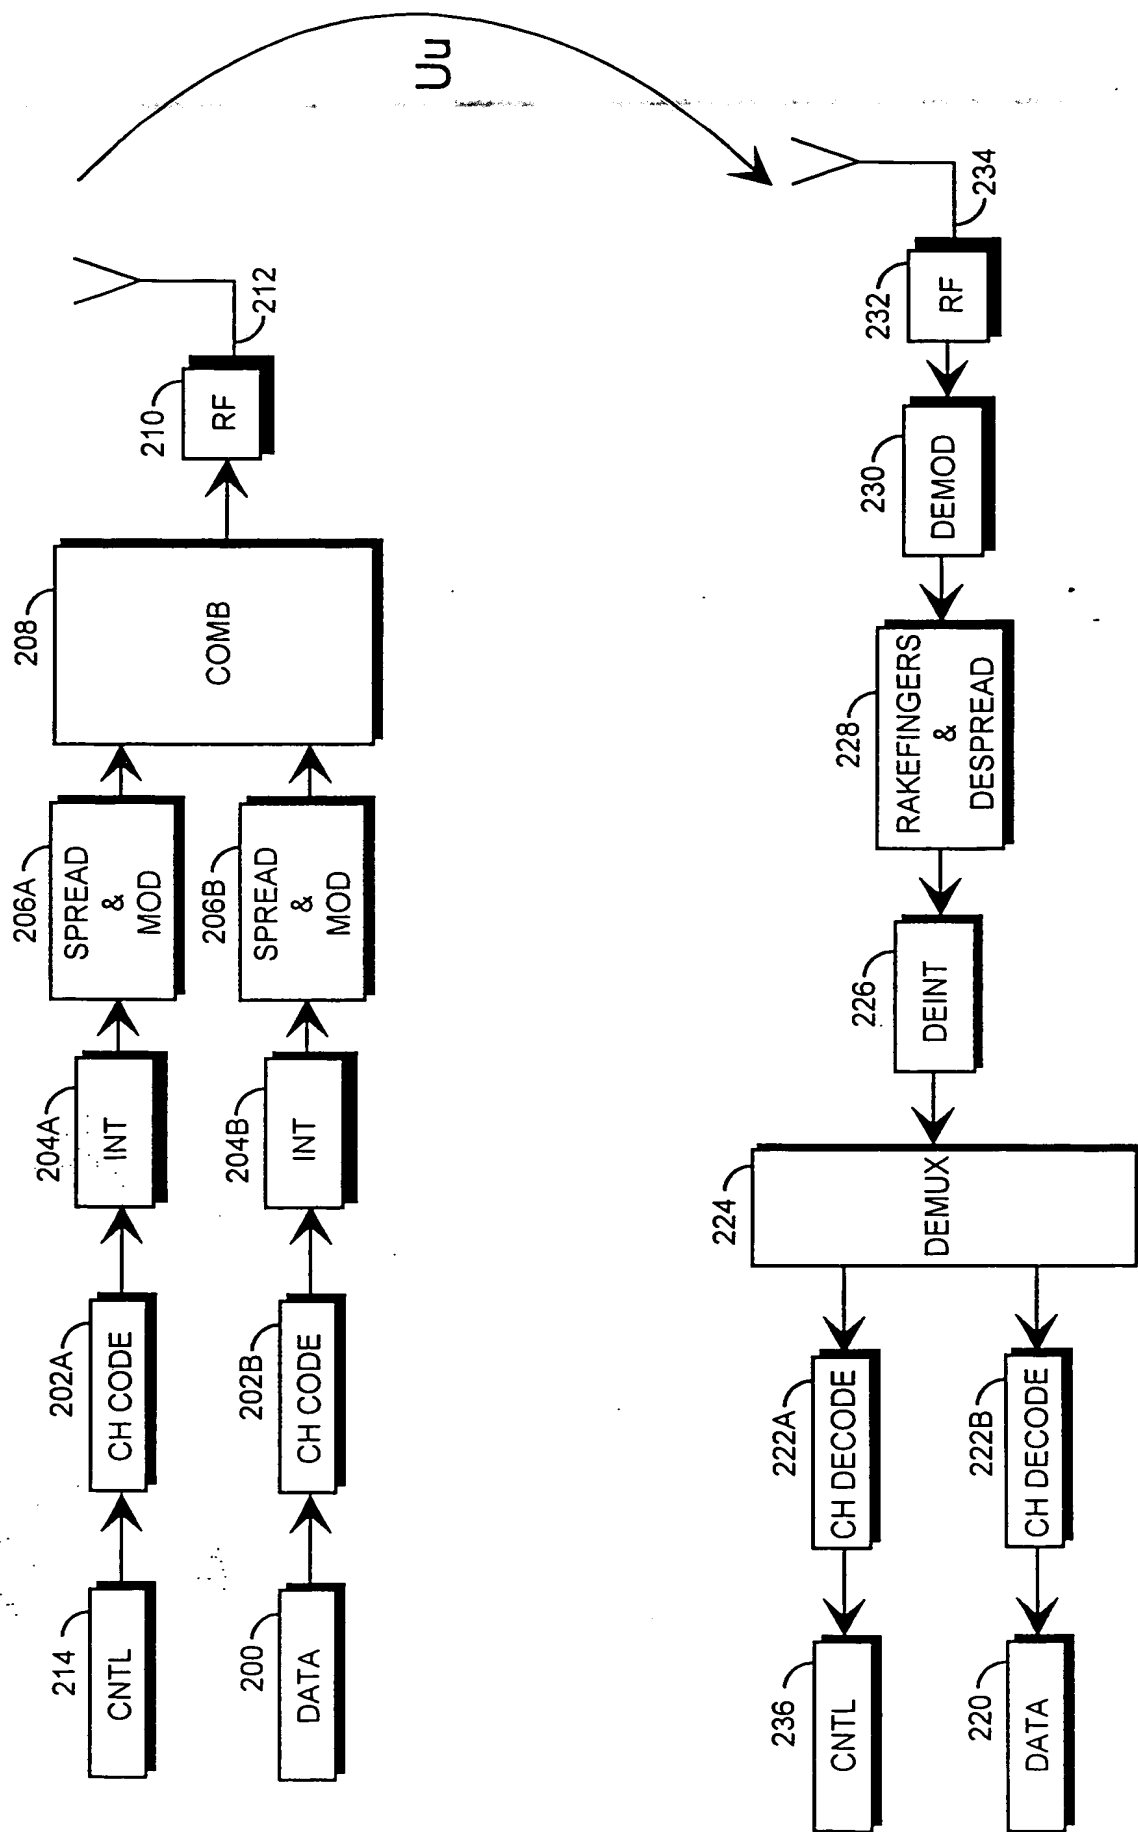 Uu
214
CNTL
202A
CH CODE
204A
INT
206A
SPREAD
&
MOD
208
COMB
210
RF
212
200
DATA
202B
CH CODE
204B
INT
206B
SPREAD
&
MOD
236
CNTL
222A
CH DECODE
224
DEMUX
226
DEINT
228
RAKEFINGERS
&
DESPREAD
230
DEMOD
232
RF
234
220
DATA
222B
CH DECODE